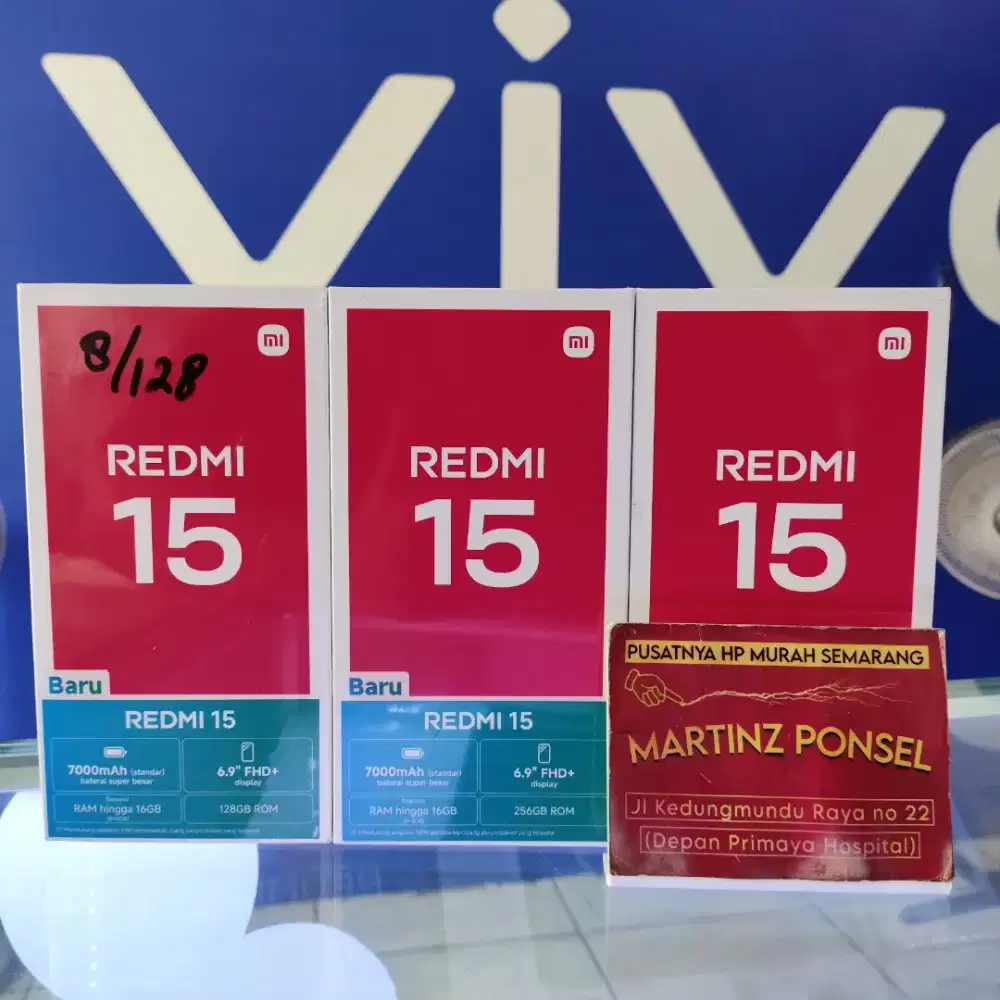 vivo
8/128
mi
REDMI
15
Baru
REDMI 15
7000mAh (standar)
baterai super besar
6.9" FHD+
display
RAM hingga 16GB
128GB ROM
mi
REDMI
15
Baru
REDMI 15
7000mAh (standar)
baterai super besar
6.9" FHD+
display
RAM hingga 16GB
256GB ROM
mi
REDMI
15
PUSATNYA HP MURAH SEMARANG
MARTINZ PONSEL
Jl Kedungmundu Raya no 22
(Depan Primaya Hospital)